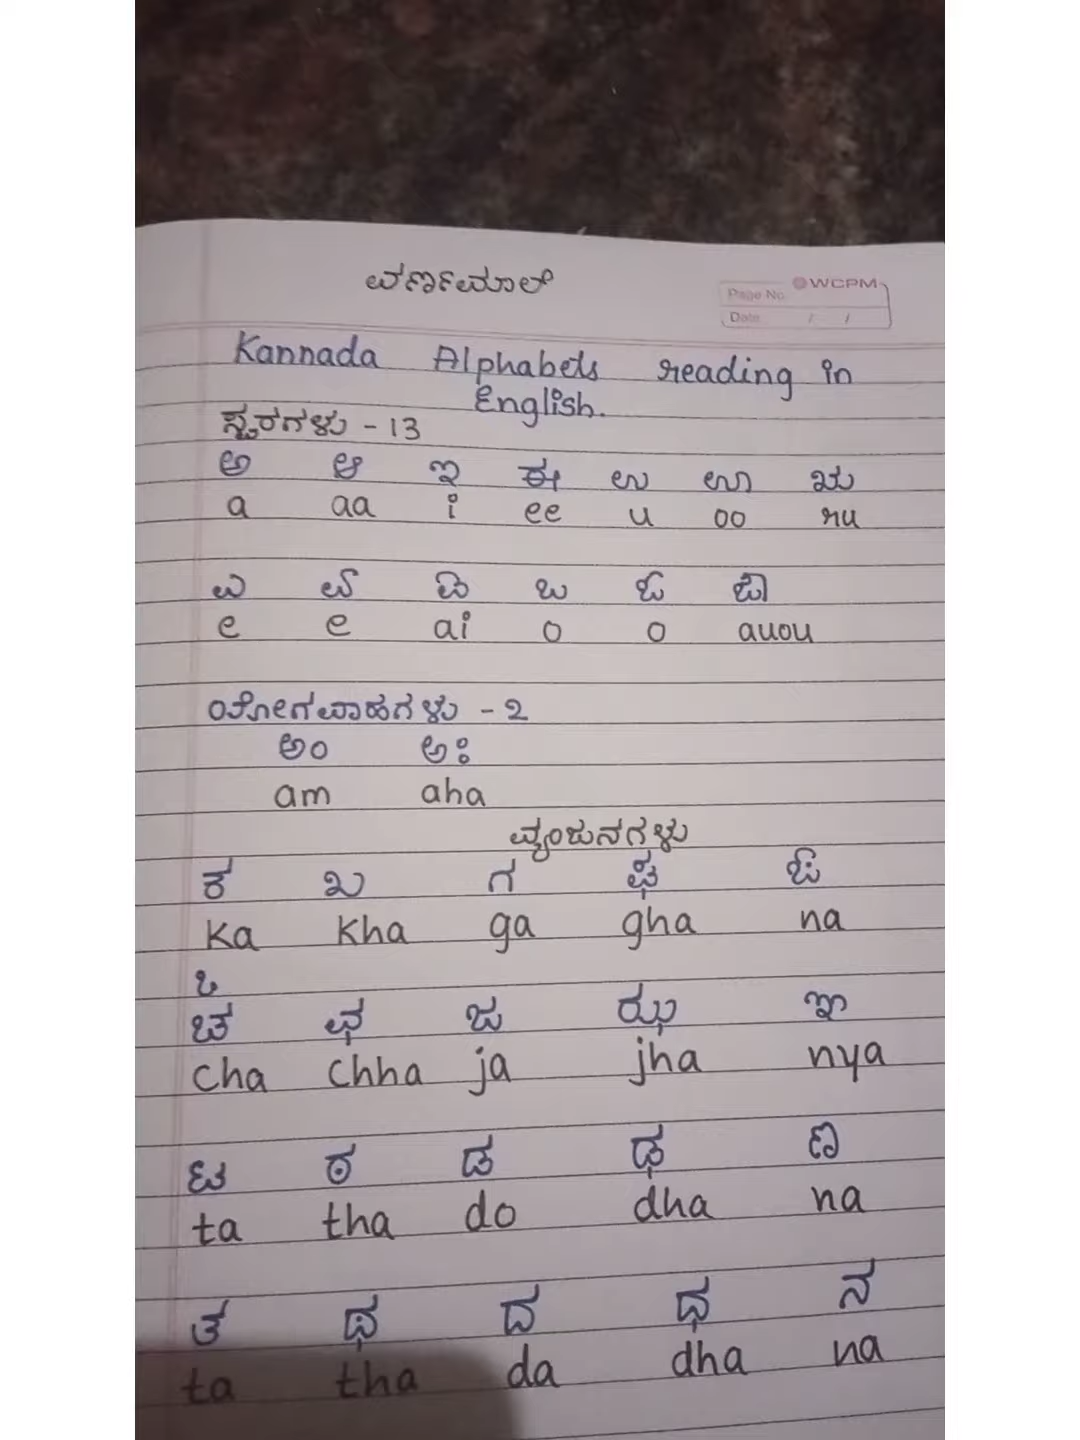 ವರ್ಣಮಾಲೆ
WCPM
Page No.
Date / /
Kannada Alphabets reading in
English.
ಸ್ವರಗಳು - 13
ಅ ಆ ಇ ಈ ಉ ಊ ಋ
a aa i ee u oo ru
ಎ ಏ ಐ ಒ ಓ ಔ
e e ai o o auou
ಯೋಗವಾಹಗಳು - ೨
ಅಂ ಅಃ
am aha
ವ್ಯಂಜನಗಳು
ಕ ಖ ಗ ಘ ಙ
ka kha ga gha na
ಚ ಛ ಜ ಝ ಞ
cha chha ja jha nya
ಟ ಠ ಡ ಢ ಣ
ta tha do dha na
ತ ಥ ದ ಧ ನ
ta tha da dha na